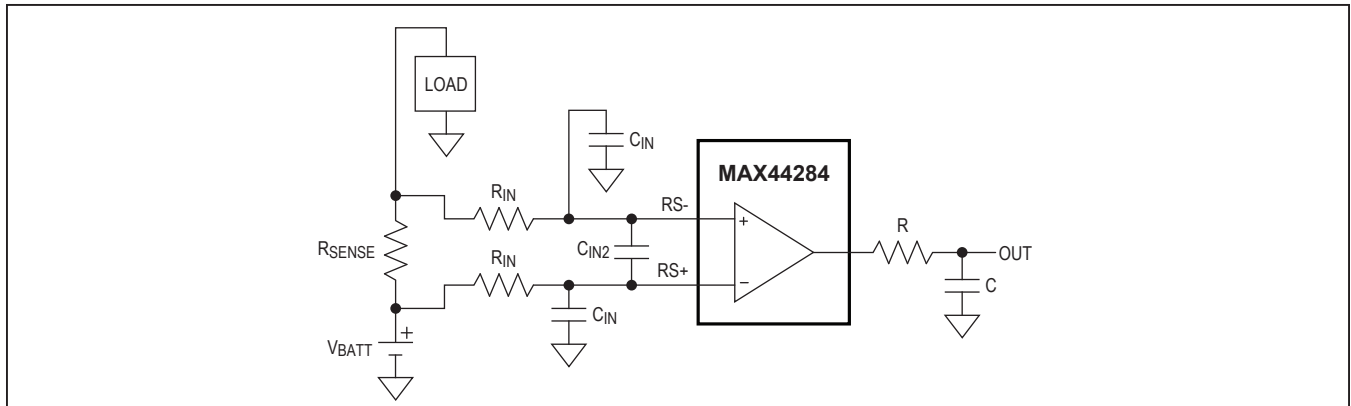 LOAD
CIN
MAX44284
RIN
RS-
+
R
RSENSE
CIN2
OUT
RIN
RS+
−
C
CIN
+
VBATT